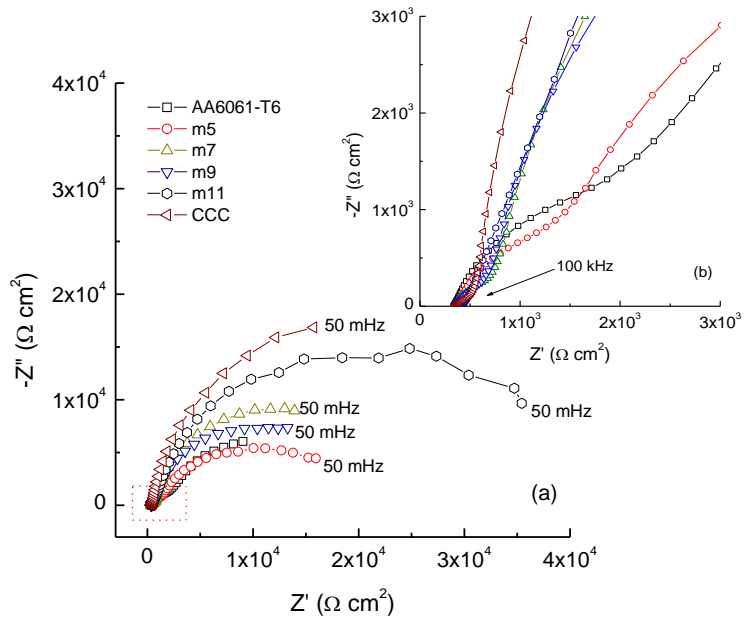 4x10⁴
3x10⁴
2x10⁴
1x10⁴
0
-Z" (Ω cm²)
AA6061-T6
m5
m7
m9
m11
CCC
50 mHz
50 mHz
50 mHz
50 mHz
50 mHz
(a)
0
1x10⁴
2x10⁴
3x10⁴
4x10⁴
Z' (Ω cm²)
3x10³
2x10³
1x10³
0
-Z" (Ω cm²)
100 kHz
(b)
0
1x10³
2x10³
3x10³
Z' (Ω cm²)